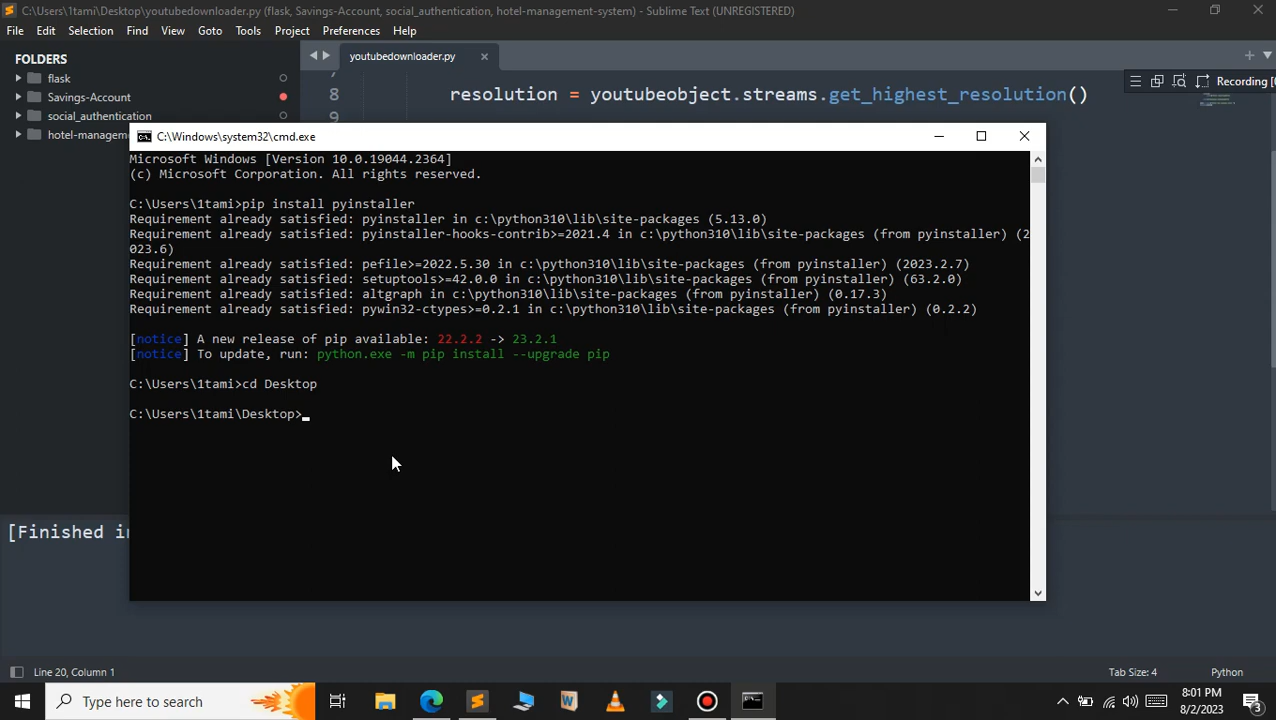 C:\Users\1tami\Desktop\youtubedownloader.py (flask, Savings-Account, social_authentication, hotel-management-system) - Sublime Text (UNREGISTERED)
File Edit Selection Find View Goto Tools Project Preferences Help
FOLDERS
flask
Savings-Account
social_authentication
hotel-managem
youtubedownloader.py
Recording [
7
8 resolution = youtubeobject.streams.get_highest_resolution()
9
C:\Windows\system32\cmd.exe
Microsoft Windows [Version 10.0.19044.2364]
(c) Microsoft Corporation. All rights reserved.
C:\Users\1tami>pip install pyinstaller
Requirement already satisfied: pyinstaller in c:\python310\lib\site-packages (5.13.0)
Requirement already satisfied: pyinstaller-hooks-contrib>=2021.4 in c:\python310\lib\site-packages (from pyinstaller) (2
023.6)
Requirement already satisfied: pefile>=2022.5.30 in c:\python310\lib\site-packages (from pyinstaller) (2023.2.7)
Requirement already satisfied: setuptools>=42.0.0 in c:\python310\lib\site-packages (from pyinstaller) (63.2.0)
Requirement already satisfied: altgraph in c:\python310\lib\site-packages (from pyinstaller) (0.17.3)
Requirement already satisfied: pywin32-ctypes>=0.2.1 in c:\python310\lib\site-packages (from pyinstaller) (0.2.2)
[notice] A new release of pip available: 22.2.2 -> 23.2.1
[notice] To update, run: python.exe -m pip install --upgrade pip
C:\Users\1tami>cd Desktop
C:\Users\1tami\Desktop>_
[Finished in
Line 20, Column 1
Tab Size: 4
Python
Type here to search
8:01 PM
8/2/2023
3